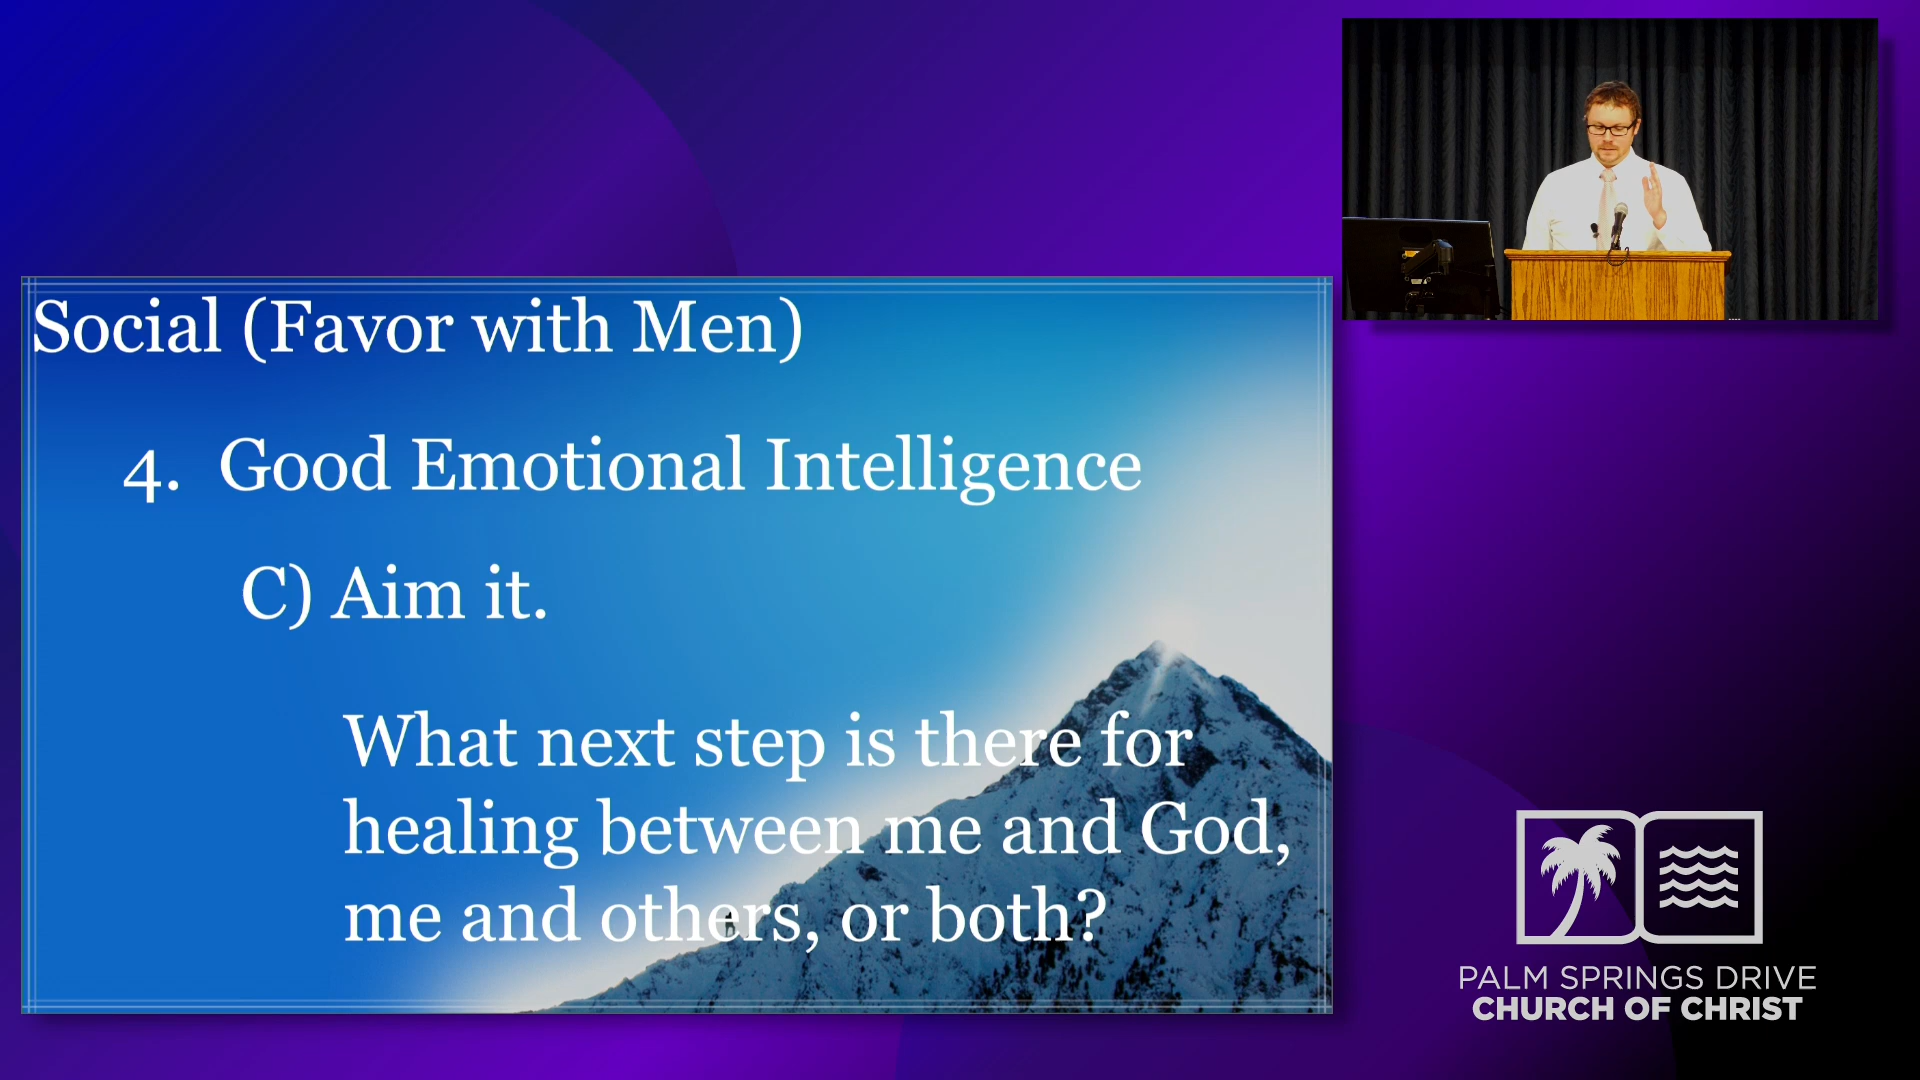 Social (Favor with Men)
4. Good Emotional Intelligence
C) Aim it.
What next step is there for
healing between me and God,
me and others, or both?
PALM SPRINGS DRIVE
CHURCH OF CHRIST